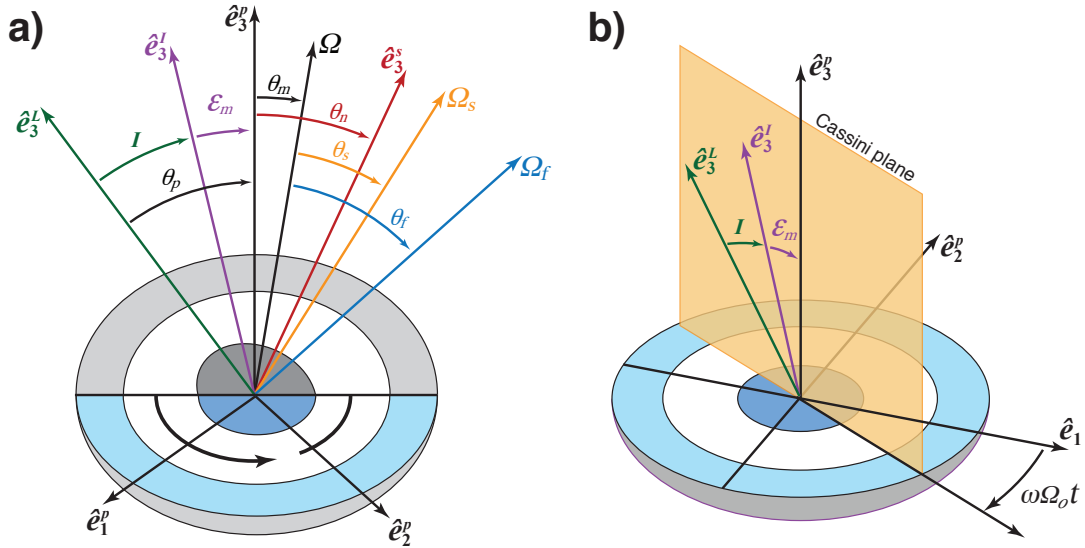 a)
ê₃ᵖ
ê₃ᴵ
Ω
θₘ
ê₃ˢ
ê₃ᴸ
εₘ
θₙ
Ωₛ
I
θₛ
θₚ
Ω_f
θ_f
ê₁ᵖ
ê₂ᵖ
b)
ê₃ᵖ
Cassini plane
ê₃ᴵ
ê₃ᴸ
I
εₘ
ê₂ᵖ
ê₁
ωΩₒt